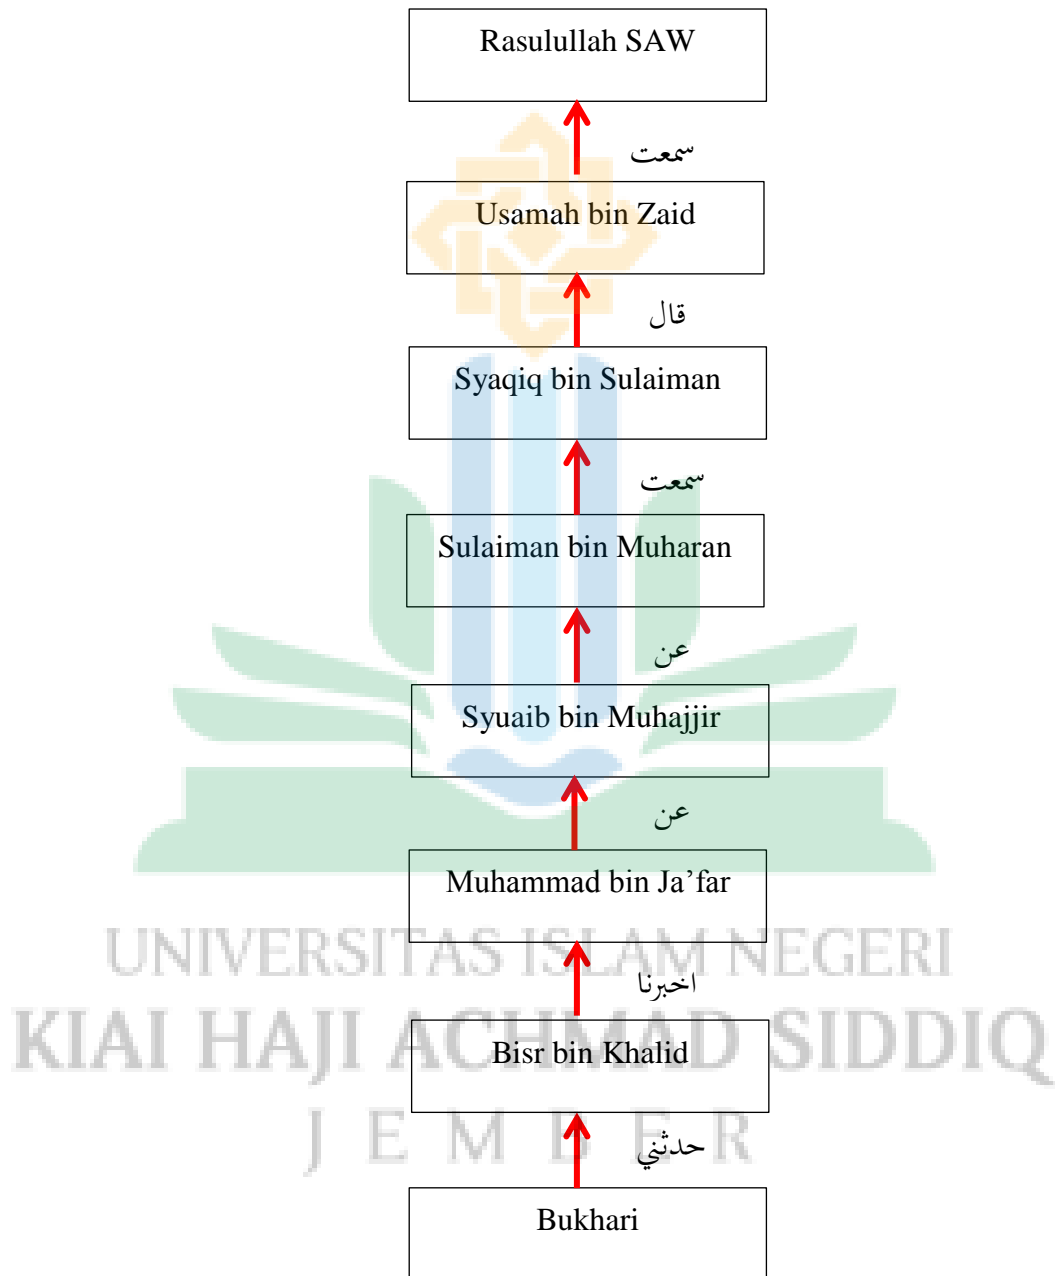 Rasulullah SAW
سمعت
Usamah bin Zaid
قال
Syaqiq bin Sulaiman
سمعت
Sulaiman bin Muharan
عن
Syuaib bin Muhajjir
عن
Muhammad bin Ja’far
UNIVERSITAS ISLAM NEGERI
اخبرنا
KIAI HAJI ACHMAD SIDDIQ
Bisr bin Khalid
JEMBER
حدثني
Bukhari